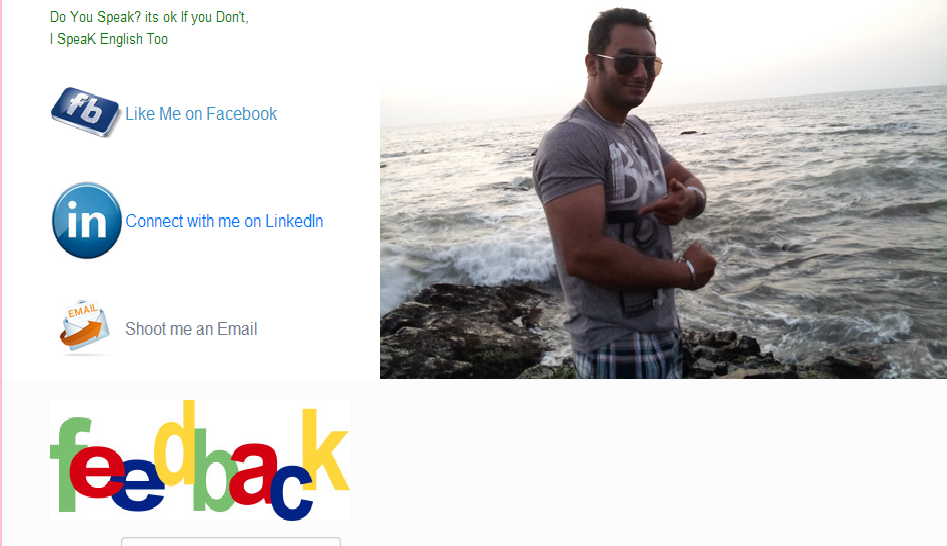 Do You Speak? its ok If you Don't,
I SpeaK English Too
fb
Like Me on Facebook
in
Connect with me on LinkedIn
EMAIL
Shoot me an Email
feedback